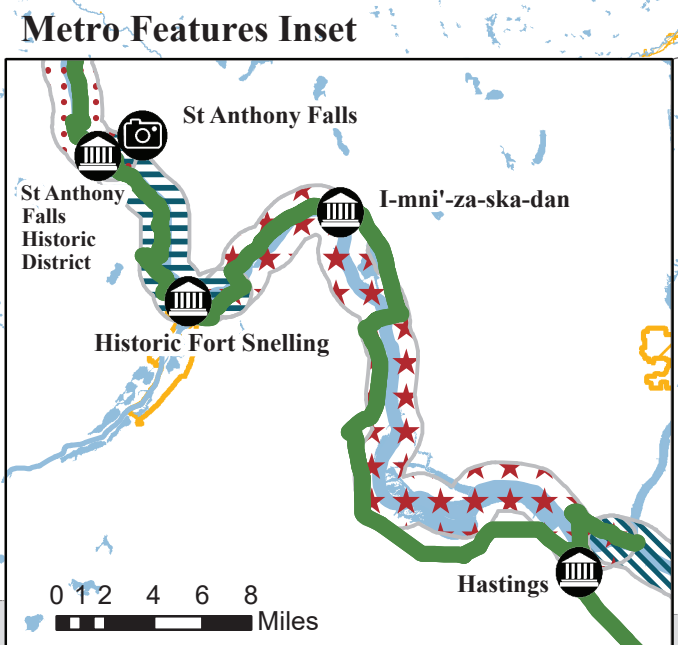 Metro Features Inset
St Anthony Falls
St Anthony
Falls
Historic
District
I-mni'-za-ska-dan
Historic Fort Snelling
Hastings
0 1 2 4 6 8
Miles